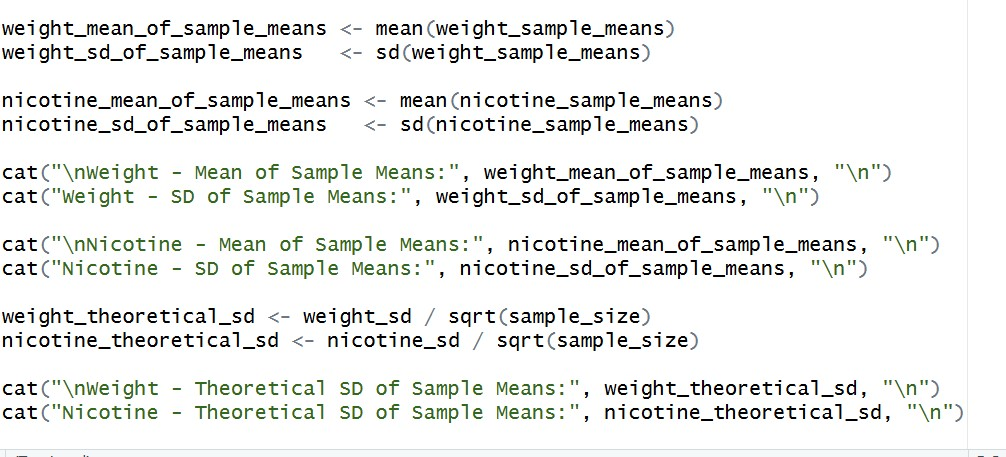 weight_mean_of_sample_means <- mean(weight_sample_means)
weight_sd_of_sample_means   <- sd(weight_sample_means)
nicotine_mean_of_sample_means <- mean(nicotine_sample_means)
nicotine_sd_of_sample_means   <- sd(nicotine_sample_means)
cat("\nWeight - Mean of Sample Means:", weight_mean_of_sample_means, "\n")
cat("Weight - SD of Sample Means:", weight_sd_of_sample_means, "\n")
cat("\nNicotine - Mean of Sample Means:", nicotine_mean_of_sample_means, "\n")
cat("Nicotine - SD of Sample Means:", nicotine_sd_of_sample_means, "\n")
weight_theoretical_sd <- weight_sd / sqrt(sample_size)
nicotine_theoretical_sd <- nicotine_sd / sqrt(sample_size)
cat("\nWeight - Theoretical SD of Sample Means:", weight_theoretical_sd, "\n")
cat("Nicotine - Theoretical SD of Sample Means:", nicotine_theoretical_sd, "\n")